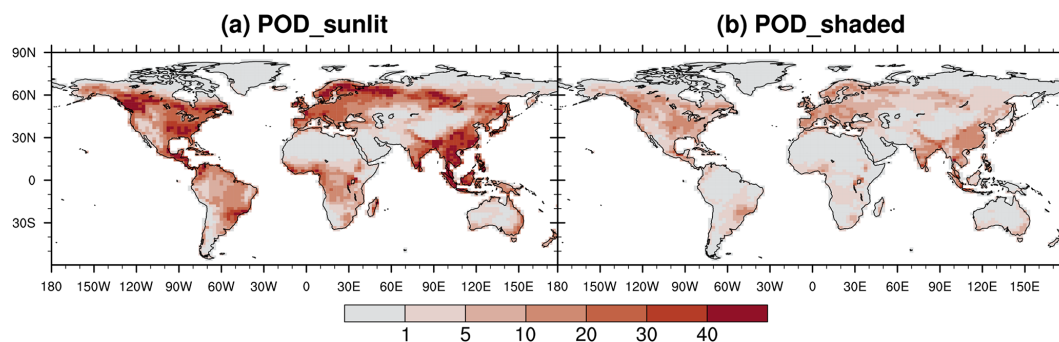 (a) POD_sunlit
(b) POD_shaded
90N
60N
30N
0
30S
180 150W 120W 90W 60W 30W 0 30E 60E 90E 120E 150E 180 150W 120W 90W 60W 30W 0 30E 60E 90E 120E 150E
1 5 10 20 30 40